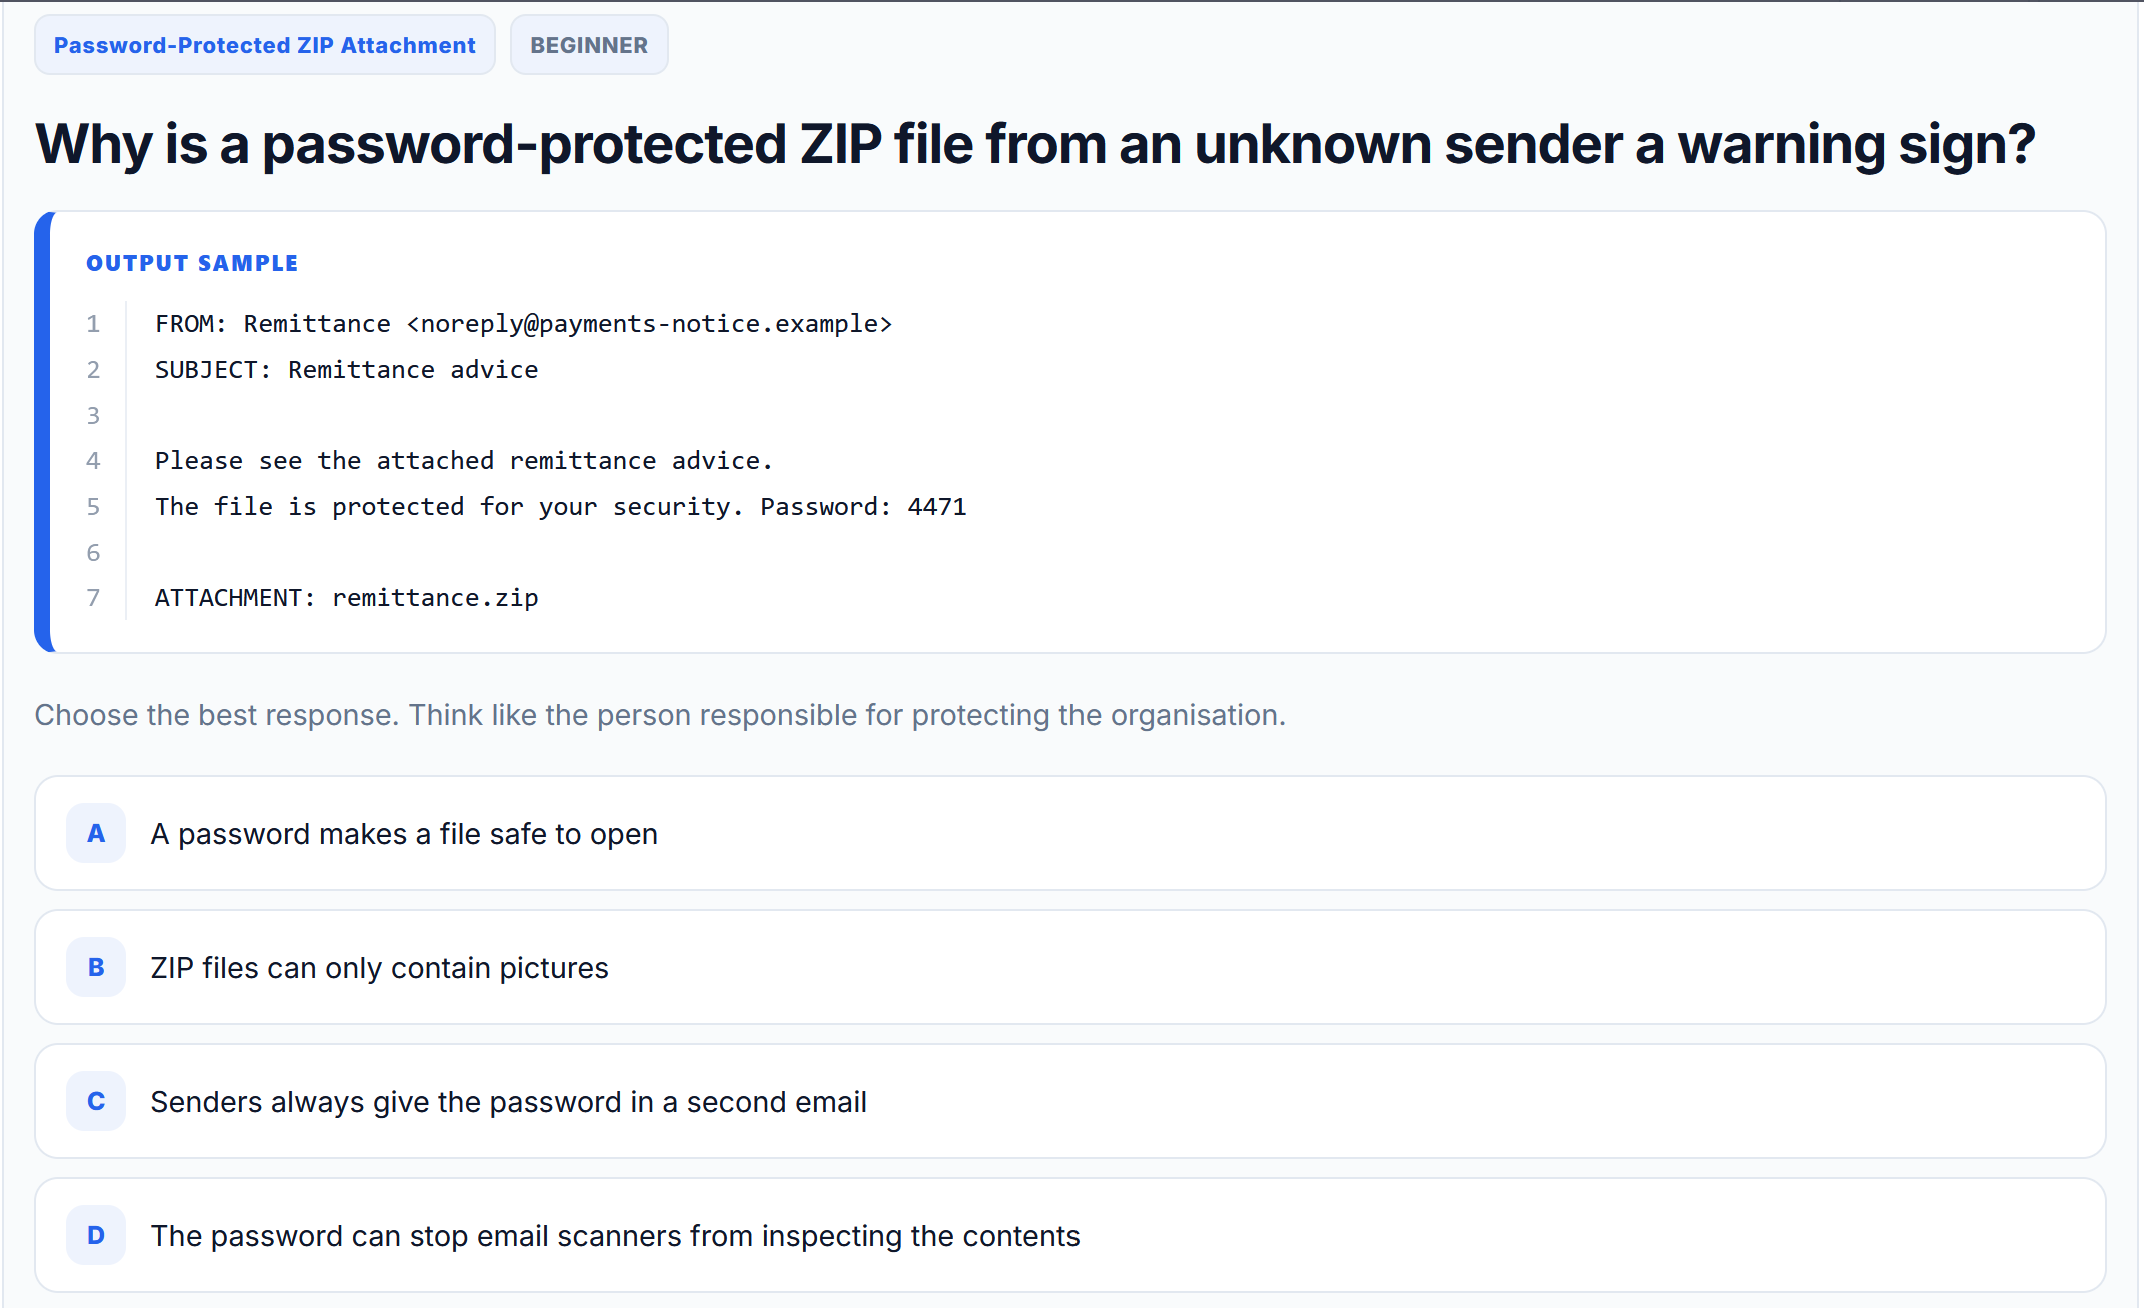 Password-Protected ZIP Attachment
BEGINNER
Why is a password-protected ZIP file from an unknown sender a warning sign?
OUTPUT SAMPLE
1 FROM: Remittance <noreply@payments-notice.example>
2 SUBJECT: Remittance advice
3
4 Please see the attached remittance advice.
5 The file is protected for your security. Password: 4471
6
7 ATTACHMENT: remittance.zip
Choose the best response. Think like the person responsible for protecting the organisation.
A A password makes a file safe to open
B ZIP files can only contain pictures
C Senders always give the password in a second email
D The password can stop email scanners from inspecting the contents